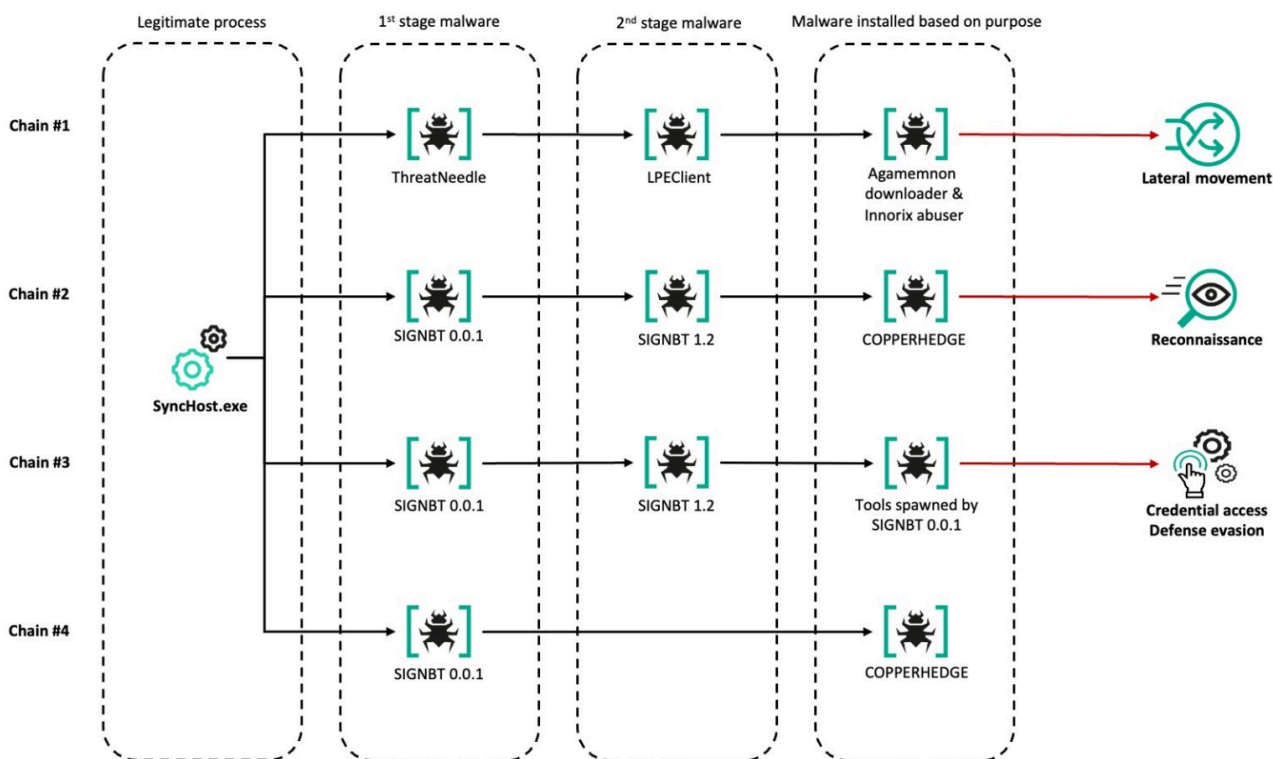 Legitimate process
1st stage malware
2nd stage malware
Malware installed based on purpose
Chain #1
ThreatNeedle
LPEClient
Agamemnon
downloader &
Innorix abuser
Lateral movement
Chain #2
SIGNBT 0.0.1
SIGNBT 1.2
COPPERHEDGE
Reconnaissance
SyncHost.exe
Chain #3
SIGNBT 0.0.1
SIGNBT 1.2
Tools spawned by
SIGNBT 0.0.1
Credential access
Defense evasion
Chain #4
SIGNBT 0.0.1
COPPERHEDGE